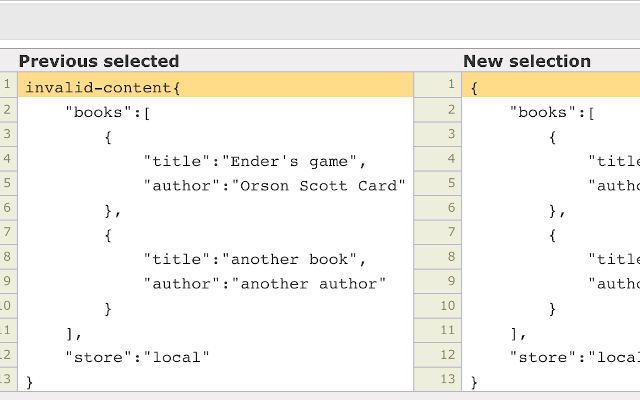 Previous selected
1 invalid-content{
2 "books":[
3 {
4 "title":"Ender's game",
5 "author":"Orson Scott Card"
6 },
7 {
8 "title":"another book",
9 "author":"another author"
10 }
11 ],
12 "store":"local"
13 }
New selection
1 {
2 "books":[
3 {
4 "title
5 "autho
6 },
7 {
8 "title
9 "autho
10 }
11 ],
12 "store":"local
13 }